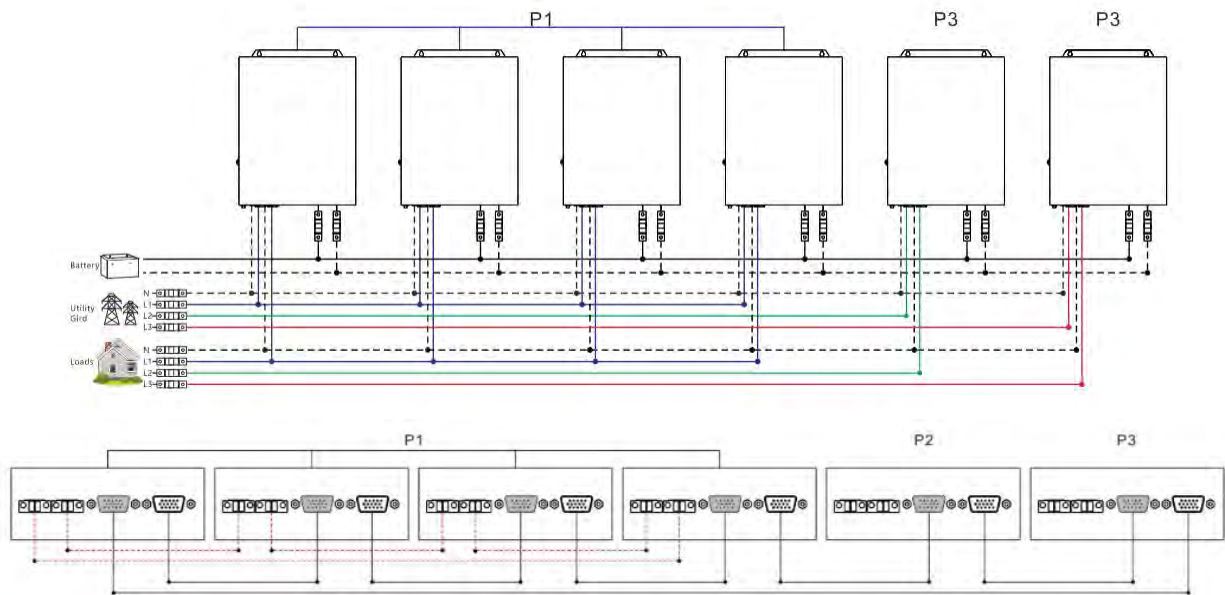 P1 P3 P3
Battery
N
L1
Utility
Gird
L2
L3
N
Loads L1
L2
L3
P1 P2 P3